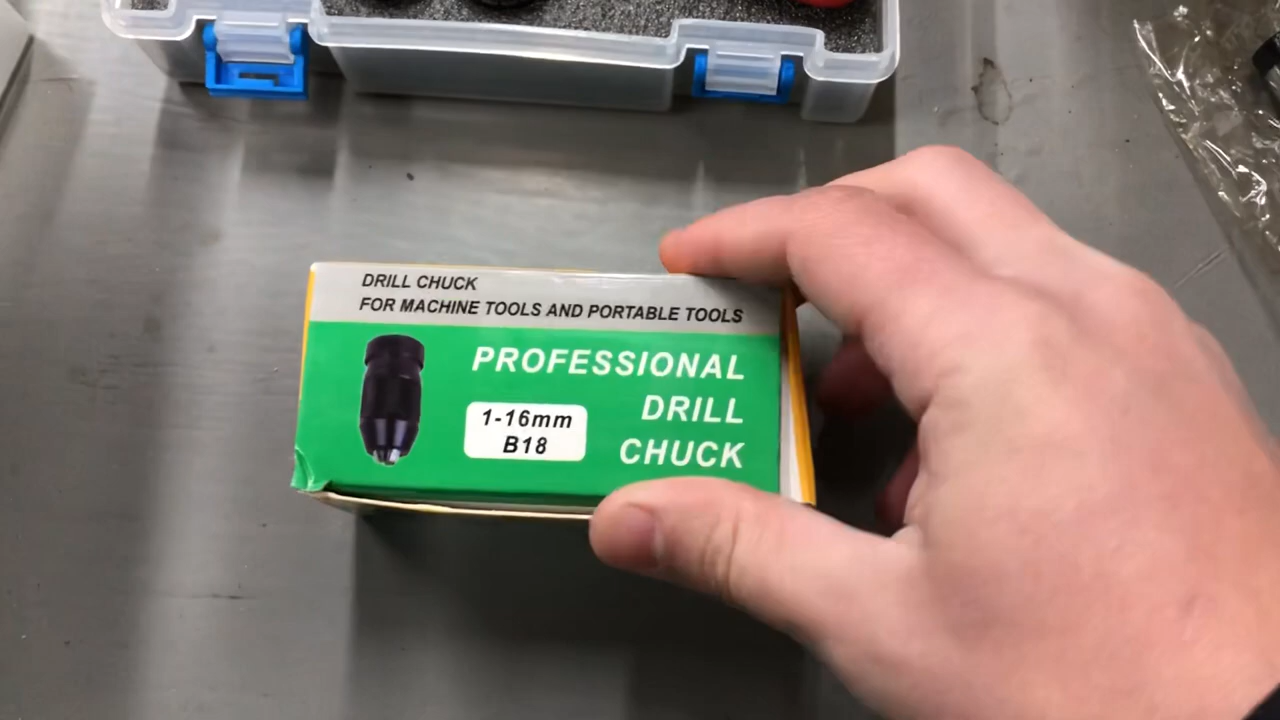 DRILL CHUCK
FOR MACHINE TOOLS AND PORTABLE TOOLS
PROFESSIONAL
DRILL
CHUCK
1-16mm
B18